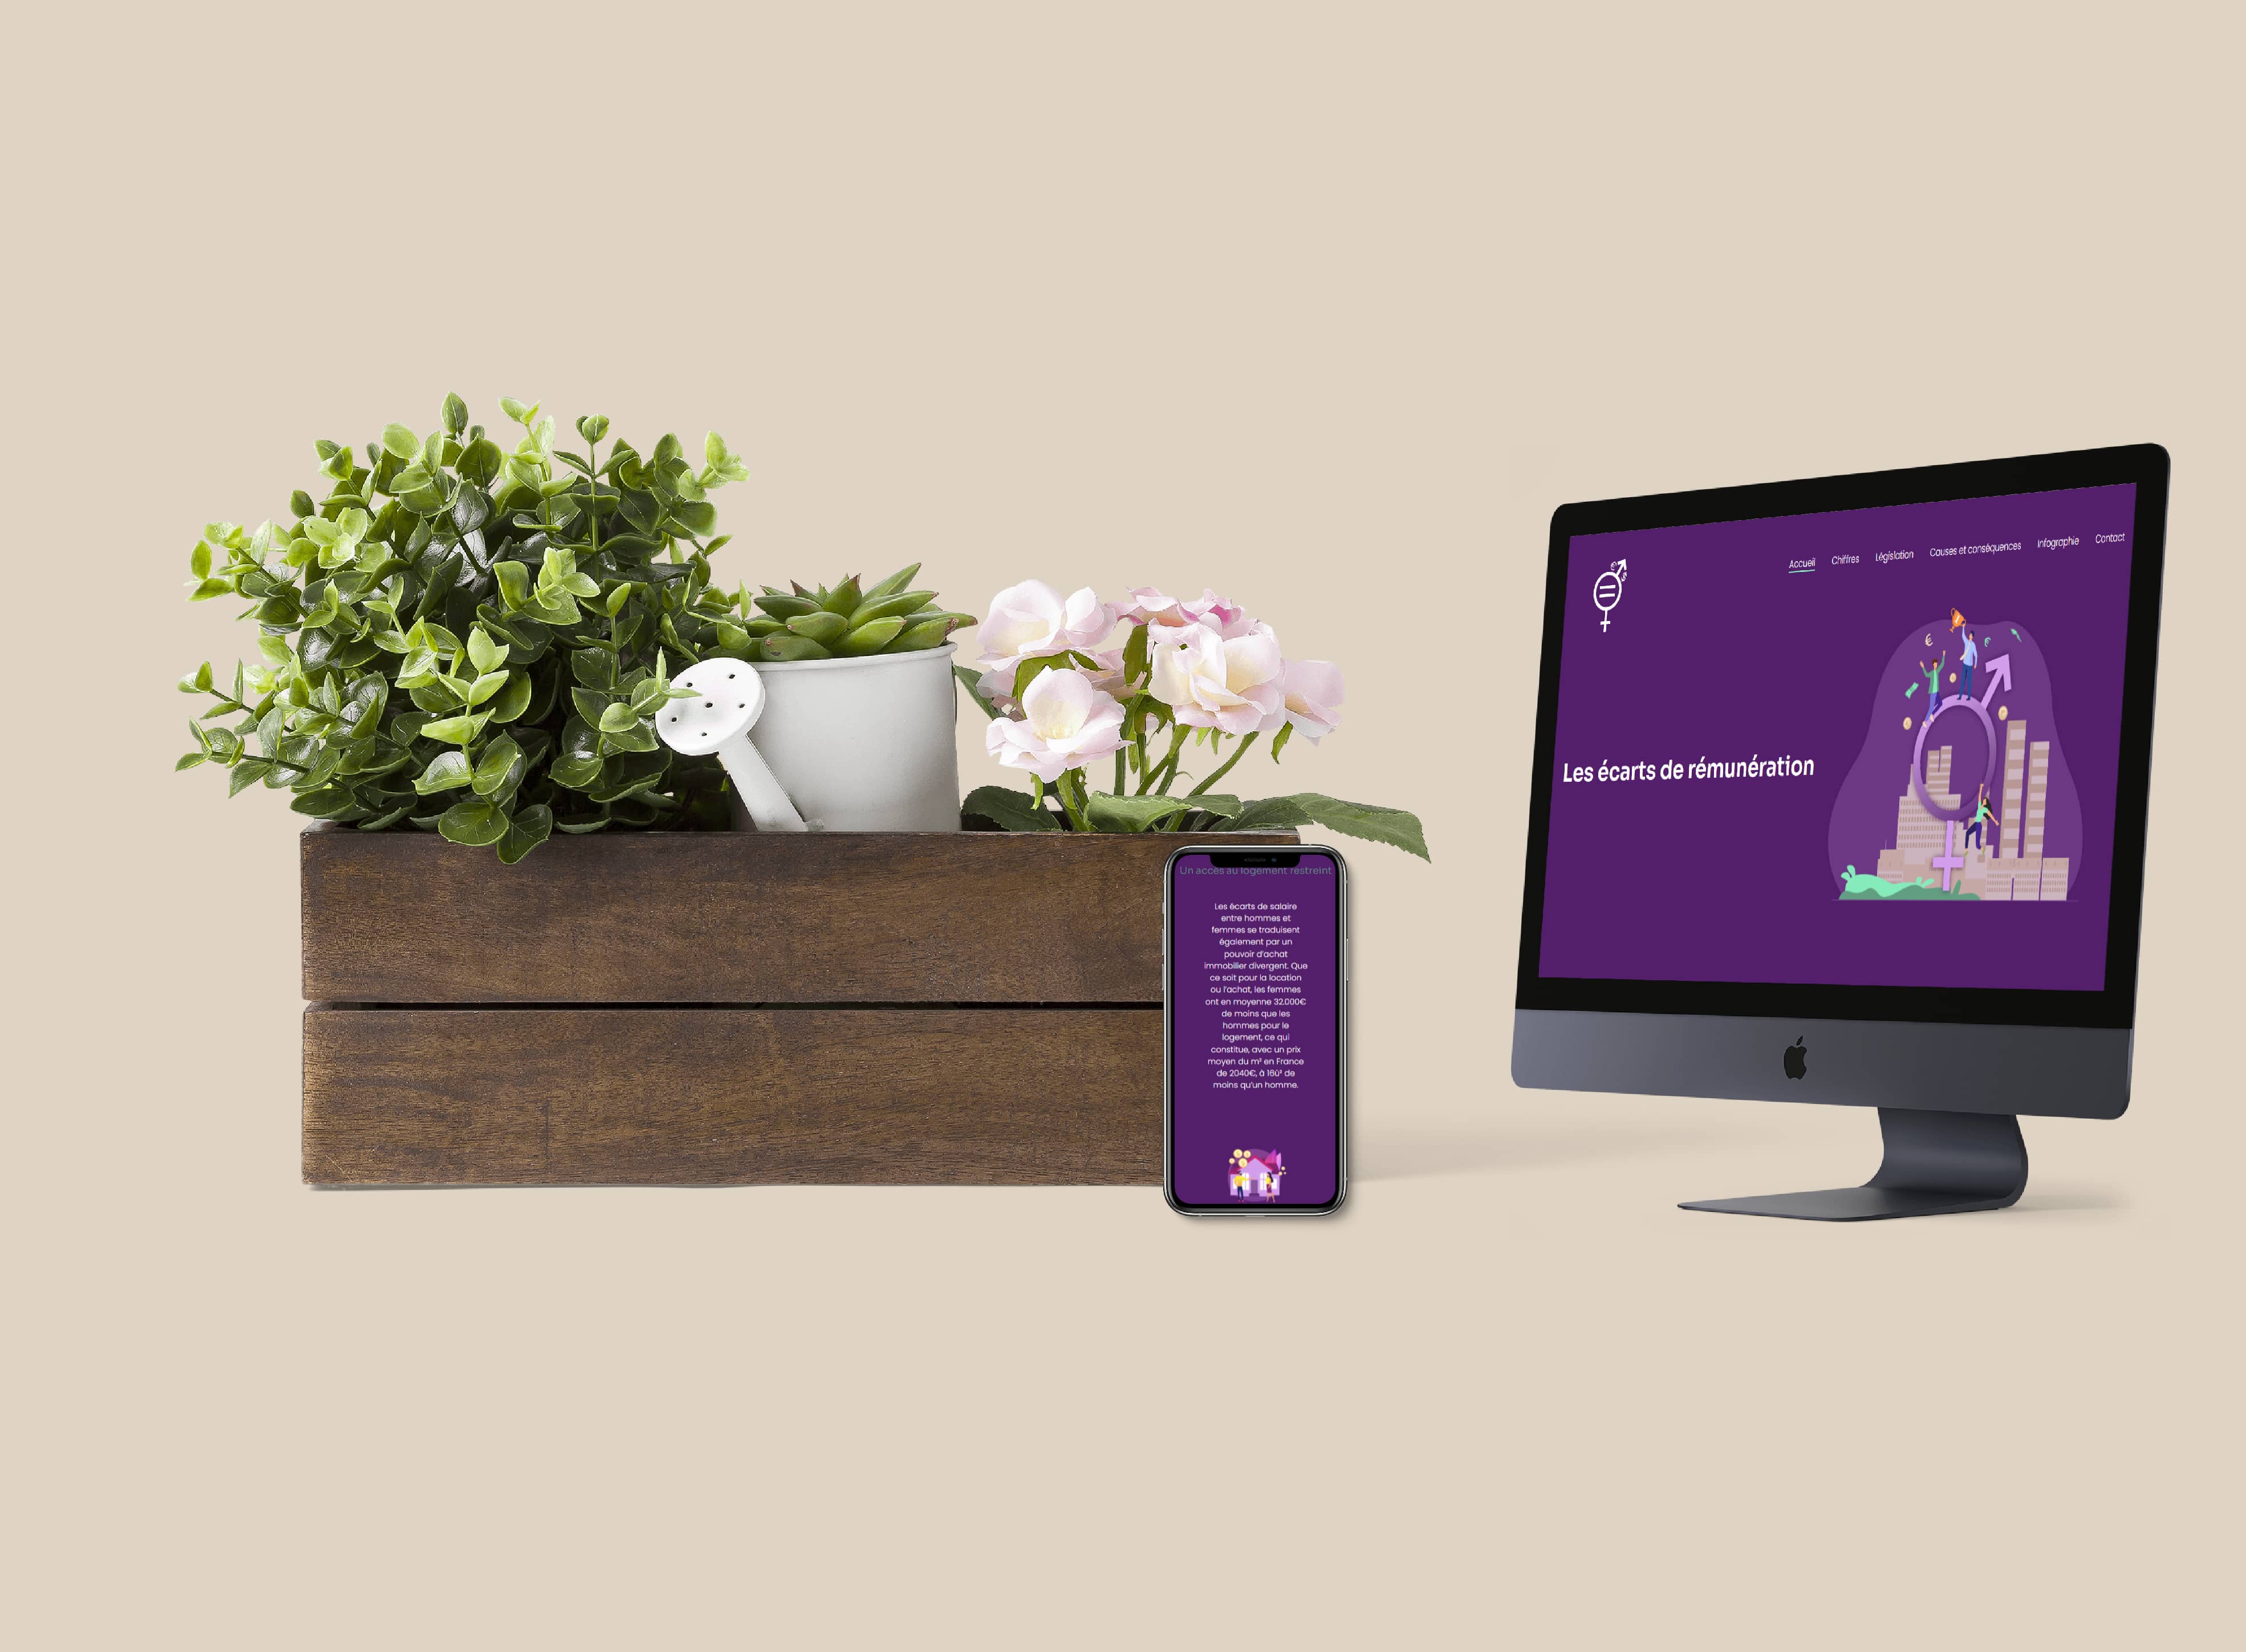 Accueil Chiffres Législation Causes et conséquences Infographie Contact
Les écarts de rémunération
Un accès au logement restreint
Les écarts de salaire
entre hommes et
femmes se traduisent
également par un
pouvoir d'achat
immobilier divergent. Que
ce soit pour la location
ou l'achat, les femmes
ont en moyenne 32.000€
de moins que les
hommes pour le
logement, ce qui
constitue, avec un prix
moyen du m² en France
de 2040€, à 160² de
moins qu'un homme.